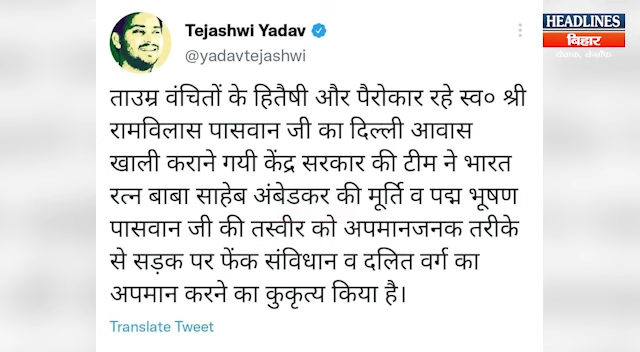 Tejashwi Yadav
@yadavtejashwi
HEADLINES
बिहार
बेबाक, बेखौफ
ताउम्र वंचितों के हितैषी और पैरोकार रहे स्व० श्री
रामविलास पासवान जी का दिल्ली आवास
खाली कराने गयी केंद्र सरकार की टीम ने भारत
रत्न बाबा साहेब अंबेडकर की मूर्ति व पद्म भूषण
पासवान जी की तस्वीर को अपमानजनक तरीके
से सड़क पर फेंक संविधान व दलित वर्ग का
अपमान करने का कुकृत्य किया है।
Translate Tweet